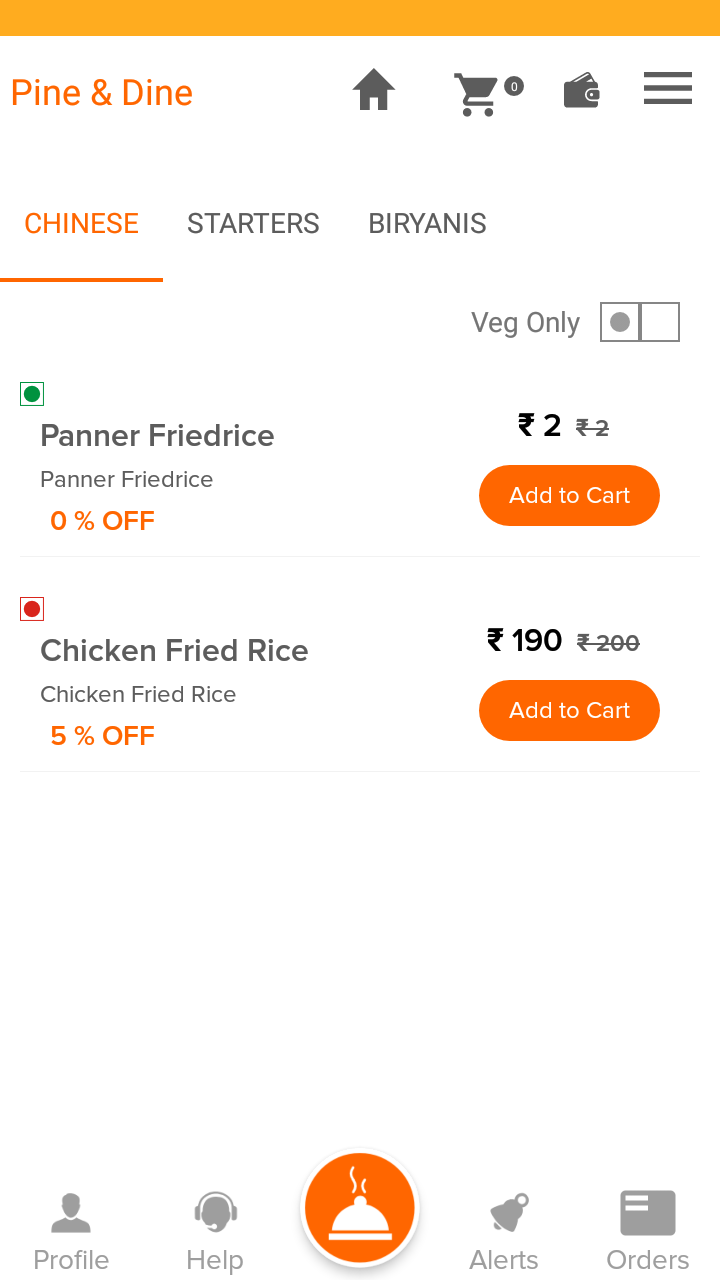 Pine & Dine
0
CHINESE STARTERS BIRYANIS
Veg Only
Panner Friedrice
₹ 2 ₹ 2
Panner Friedrice
Add to Cart
0 % OFF
Chicken Fried Rice
₹ 190 ₹ 200
Chicken Fried Rice
Add to Cart
5 % OFF
Profile Help Alerts Orders